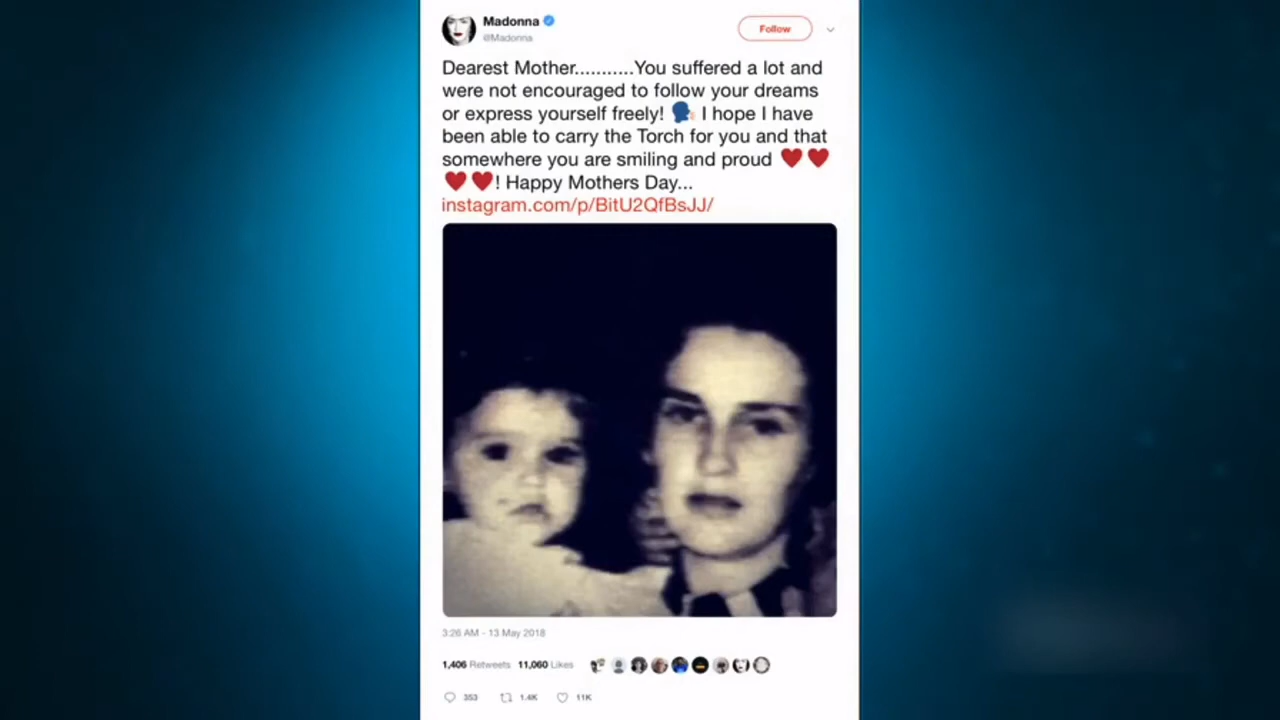 Madonna
@Madonna
Follow
Dearest Mother...........You suffered a lot and
were not encouraged to follow your dreams
or express yourself freely! 🗣 I hope I have
been able to carry the Torch for you and that
somewhere you are smiling and proud ♥♥
♥♥! Happy Mothers Day...
instagram.com/p/BitU2QfBsJJ/
3:26 AM - 13 May 2018
1,406 Retweets 11,060 Likes
353 1.4K 11K